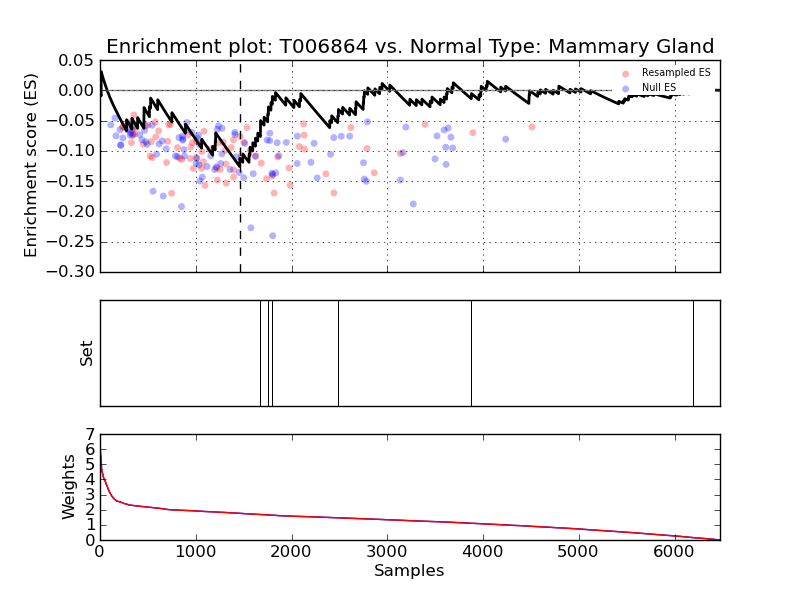 Enrichment plot: T006864 vs. Normal Type: Mammary Gland
Enrichment score (ES)
0.05
0.00
−0.05
−0.10
−0.15
−0.20
−0.25
−0.30
Resampled ES
Null ES
Set
Weights
7
6
5
4
3
2
1
0
0 1000 2000 3000 4000 5000 6000
Samples